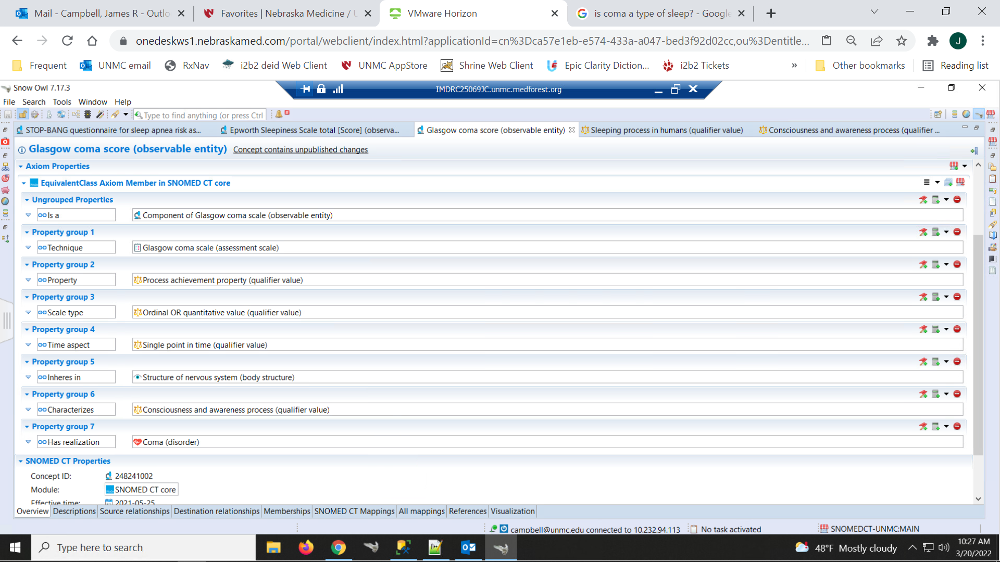 Mail - Campbell, James R - Outlo
Favorites | Nebraska Medicine / U
VMware Horizon
is coma a type of sleep? - Google
onedeskws1.nebraskamed.com/portal/webclient/index.html?applicationId=cn%3Dca57e1eb-e574-433a-a047-bed3f92d02cc,ou%3Dentitle...
J
Frequent
UNMC email
RxNav
i2b2 deid Web Client
UNMC AppStore
Shrine Web Client
Epic Clarity Diction...
i2b2 Tickets
»
Other bookmarks
Reading list
Snow Owl 7.17.3
IMDRC25069JC.unmc.medforest.org
File Search Tools Window Help
Type to find anything (or press Ctrl
STOP-BANG questionnaire for sleep apnea risk as...
Epworth Sleepiness Scale total [Score] (observa...
Glasgow coma score (observable entity)
Sleeping process in humans (qualifier value)
Consciousness and awareness process (qualifier ...
Glasgow coma score (observable entity) Concept contains unpublished changes
Axiom Properties
EquivalentClass Axiom Member in SNOMED CT core
Ungrouped Properties
Is a Component of Glasgow coma scale (observable entity)
Property group 1
Technique Glasgow coma scale (assessment scale)
Property group 2
Property Process achievement property (qualifier value)
Property group 3
Scale type Ordinal OR quantitative value (qualifier value)
Property group 4
Time aspect Single point in time (qualifier value)
Property group 5
Inheres in Structure of nervous system (body structure)
Property group 6
Characterizes Consciousness and awareness process (qualifier value)
Property group 7
Has realization Coma (disorder)
SNOMED CT Properties
Concept ID: 248241002
Module: SNOMED CT core
Effective time: 2021-05-25
Overview Descriptions Source relationships Destination relationships Memberships SNOMED CT Mappings All mappings References Visualization
campbell@unmc.edu connected to 10.232.94.113
No task activated
SNOMEDCT-UNMC:MAIN
Type here to search
48°F Mostly cloudy
10:27 AM
3/20/2022